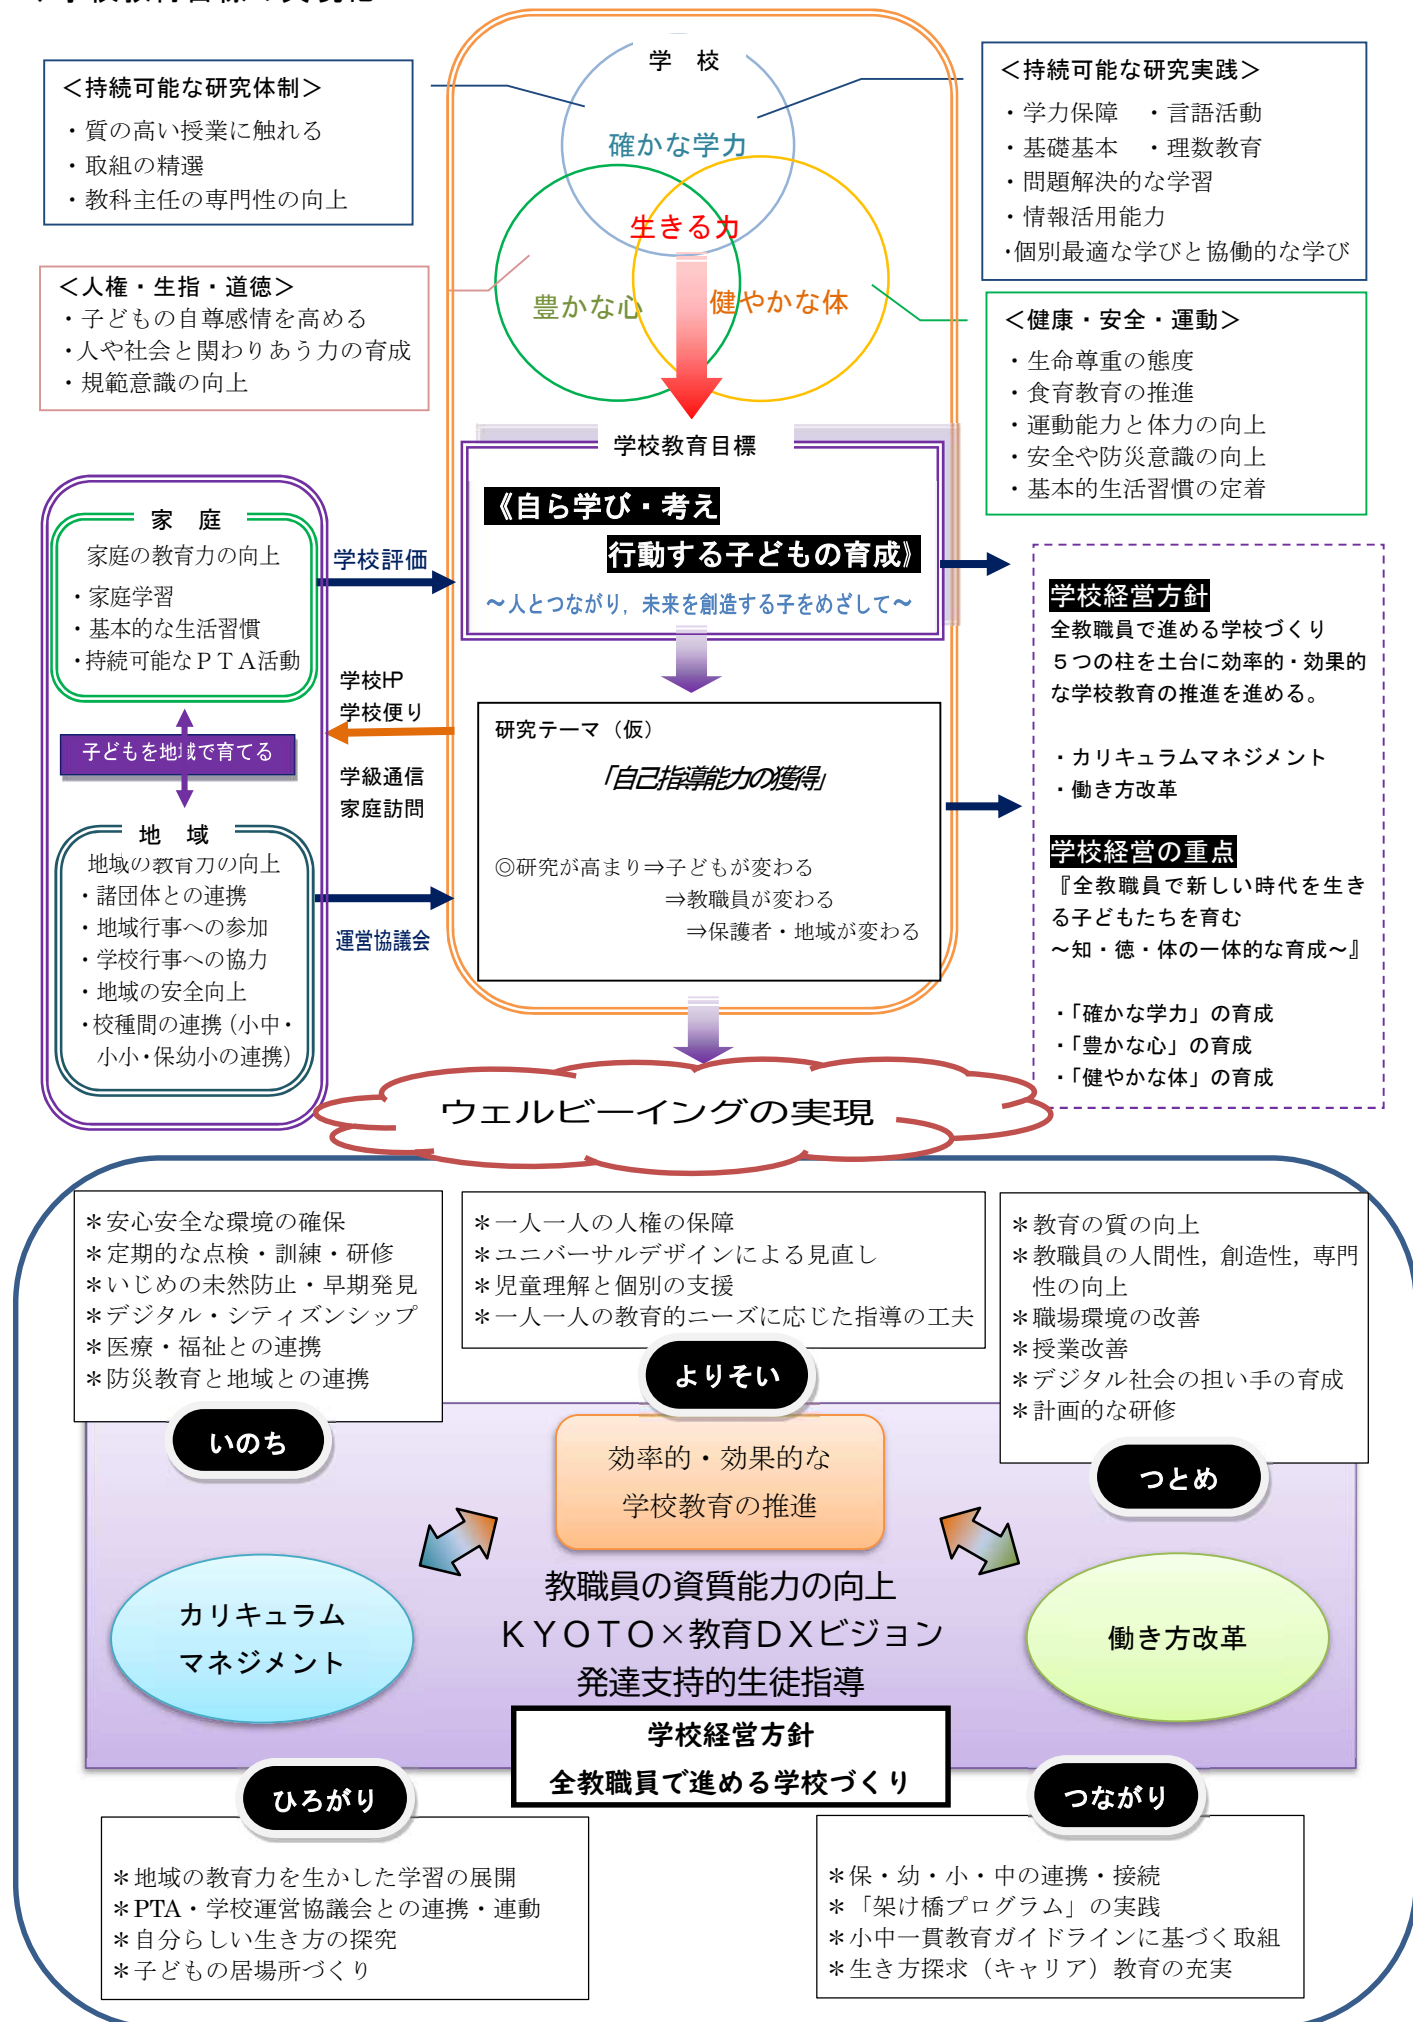 学　校
確かな学力
生きる力
豊かな心
健やかな体
＜持続可能な研究体制＞
・質の高い授業に触れる
・取組の精選
・教科主任の専門性の向上
＜持続可能な研究実践＞
・学力保障　・言語活動
・基礎基本　・理数教育
・問題解決的な学習
・情報活用能力
・個別最適な学びと協働的な学び
＜人権・生指・道徳＞
・子どもの自尊感情を高める
・人や社会と関わりあう力の育成
・規範意識の向上
＜健康・安全・運動＞
・生命尊重の態度
・食育教育の推進
・運動能力と体力の向上
・安全や防災意識の向上
・基本的生活習慣の定着
学校教育目標
《自ら学び・考え
行動する子どもの育成》
～人とつながり，未来を創造する子をめざして～
家　庭
家庭の教育力の向上
・家庭学習
・基本的な生活習慣
・持続可能なＰＴＡ活動
子どもを地域で育てる
地　域
地域の教育力の向上
・諸団体との連携
・地域行事への参加
・学校行事への協力
・地域の安全向上
・校種間の連携（小中・
小小・保幼小の連携）
学校評価
学校HP
学校便り
学級通信
家庭訪問
運営協議会
研究テーマ（仮）
「自己指導能力の獲得」
◎研究が高まり⇒子どもが変わる
⇒教職員が変わる
⇒保護者・地域が変わる
学校経営方針
全教職員で進める学校づくり
５つの柱を土台に効率的・効果的
な学校教育の推進を進める。
・カリキュラムマネジメント
・働き方改革
学校経営の重点
『全教職員で新しい時代を生き
る子どもたちを育む
～知・徳・体の一体的な育成～』
・「確かな学力」の育成
・「豊かな心」の育成
・「健やかな体」の育成
ウェルビーイングの実現
＊安心安全な環境の確保
＊定期的な点検・訓練・研修
＊いじめの未然防止・早期発見
＊デジタル・シティズンシップ
＊医療・福祉との連携
＊防災教育と地域との連携
いのち
＊一人一人の人権の保障
＊ユニバーサルデザインによる見直し
＊児童理解と個別の支援
＊一人一人の教育的ニーズに応じた指導の工夫
よりそい
＊教育の質の向上
＊教職員の人間性，創造性，専門
性の向上
＊職場環境の改善
＊授業改善
＊デジタル社会の担い手の育成
＊計画的な研修
つとめ
効率的・効果的な
学校教育の推進
カリキュラム
マネジメント
教職員の資質能力の向上
ＫＹＯＴＯ×教育ＤＸビジョン
発達支持的生徒指導
働き方改革
学校経営方針
全教職員で進める学校づくり
ひろがり
＊地域の教育力を生かした学習の展開
＊PTA・学校運営協議会との連携・連動
＊自分らしい生き方の探究
＊子どもの居場所づくり
つながり
＊保・幼・小・中の連携・接続
＊「架け橋プログラム」の実践
＊小中一貫教育ガイドラインに基づく取組
＊生き方探求（キャリア）教育の充実